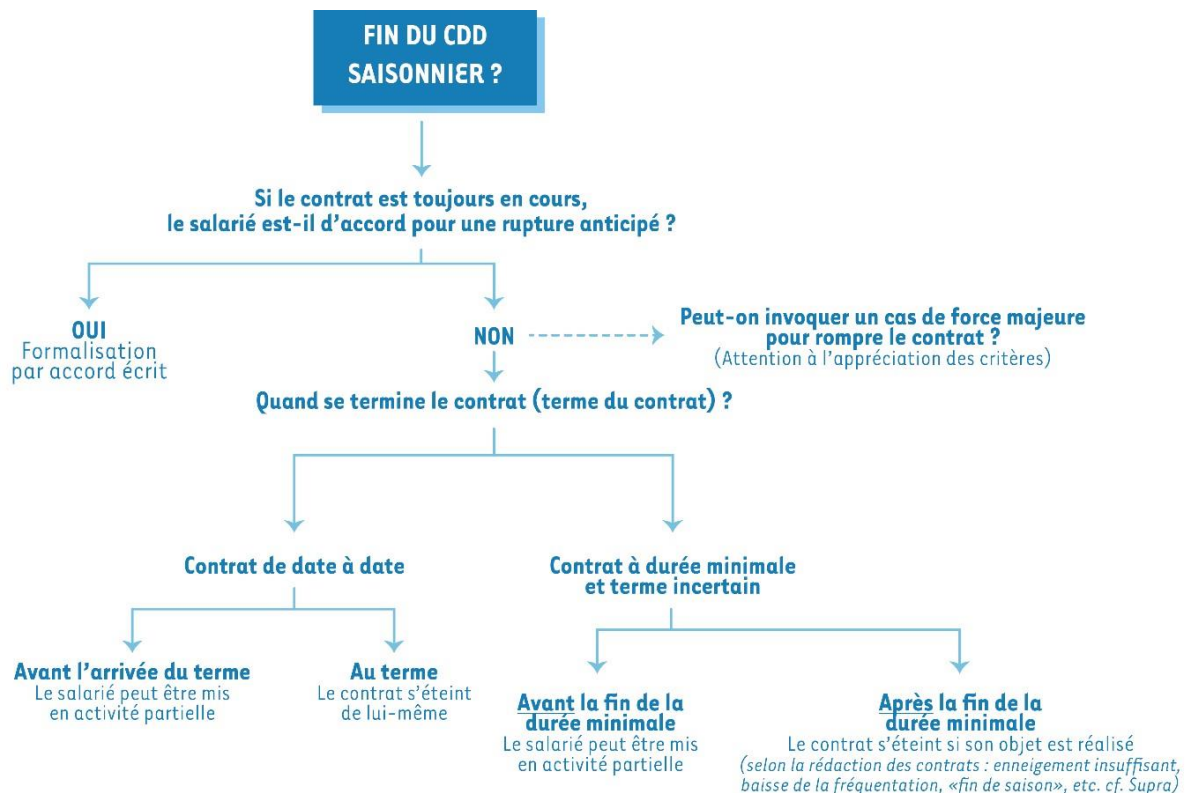 FIN DU CDD
SAISONNIER ?
Si le contrat est toujours en cours,
le salarié est-il d'accord pour une rupture anticipé ?
OUI
Formalisation
par accord écrit
NON
Peut-on invoquer un cas de force majeure
pour rompre le contrat ?
(Attention à l'appréciation des critères)
Quand se termine le contrat (terme du contrat) ?
Contrat de date à date
Contrat à durée minimale
et terme incertain
Avant l'arrivée du terme
Le salarié peut être mis
en activité partielle
Au terme
Le contrat s'éteint
de lui-même
Avant la fin de la
durée minimale
Le salarié peut être mis
en activité partielle
Après la fin de la
durée minimale
Le contrat s'éteint si son objet est réalisé
(selon la rédaction des contrats : enneigement insuffisant,
baisse de la fréquentation, «fin de saison», etc. cf. Supra)